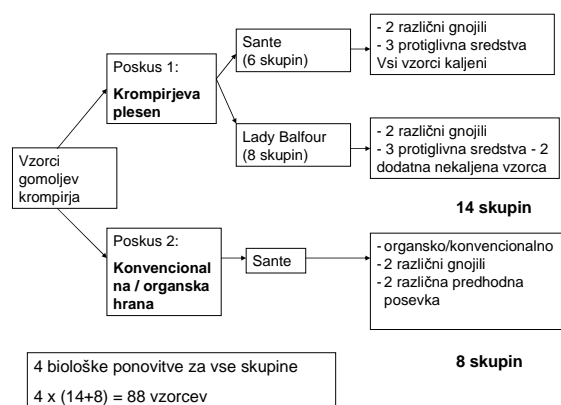 Vzorci
gomoljev
krompirja
Poskus 1:
Krompirjeva
plesen
Sante
(6 skupin)
- 2 različni gnojili
- 3 protiglivna sredstva
Vsi vzorci kaljeni
Lady Balfour
(8 skupin)
- 2 različni gnojili
- 3 protiglivna sredstva - 2
dodatna nekaljena vzorca
14 skupin
Poskus 2:
Konvencional
na / organska
hrana
Sante
- organsko/konvencionalno
- 2 različni gnojili
- 2 različna predhodna
posevka
8 skupin
4 biološke ponovitve za vse skupine
4 x (14+8) = 88 vzorcev